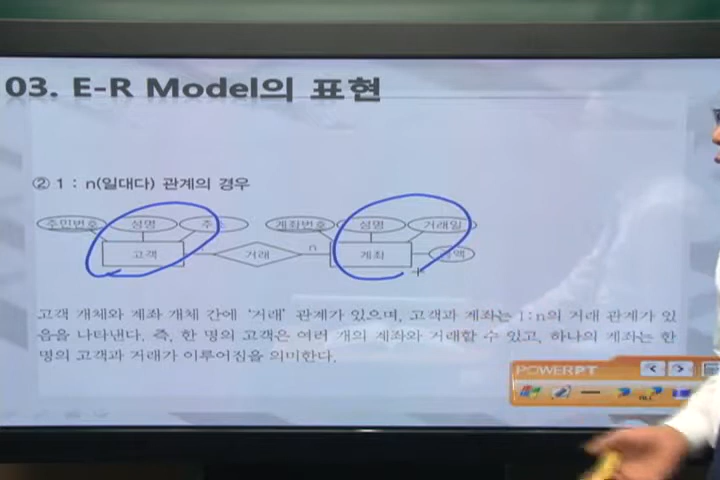 03. E-R Model의 표현
② 1 : n(일대다) 관계의 경우
주민번호 성명 계좌번호 성명 거래일
고객 거래 n 계좌
고객 개체와 계좌 개체 간에 '거래' 관계가 있으며, 고객과 계좌는 1:n의 거래 관계가 있
음을 나타낸다. 즉, 한 명의 고객은 여러 개의 계좌와 거래할 수 있고, 하나의 계좌는 한
명의 고객과 거래가 이루어짐을 의미한다.
POWERPT
ALL